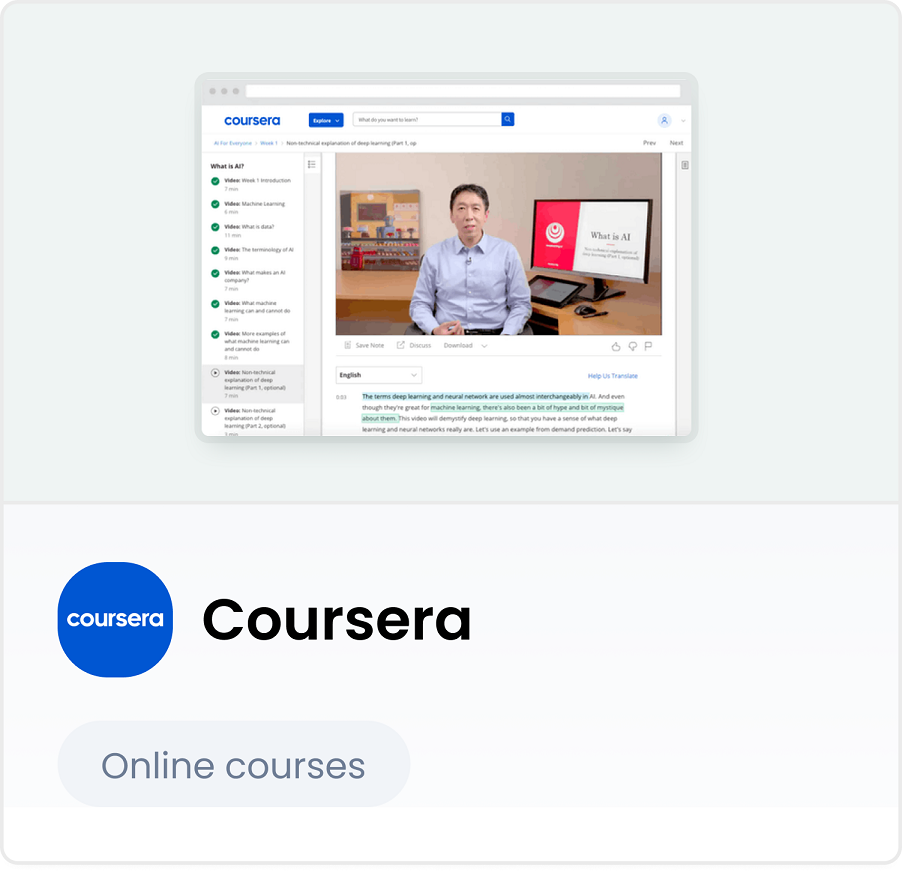 coursera
Explore
What do you want to learn?
AI For Everyone > Week 1 > Non-technical explanation of deep learning (Part 1, op
Prev
Next
What is AI?
Video: Week 1 Introduction
7 min
Video: Machine Learning
6 min
Video: What is data?
11 min
Video: The terminology of AI
9 min
Video: What makes an AI
company?
7 min
Video: What machine
learning can and cannot do
7 min
Video: More examples of
what machine learning can
and cannot do
8 min
Video: Non-technical
explanation of deep
learning (Part 1, optional)
7 min
Video: Non-technical
explanation of deep
learning (Part 2, optional)
3 min
What is AI
Non-technical explanation of
deep learning (Part 1, optional)
Save Note
Discuss
Download
English
Help Us Translate
0:03
The terms deep learning and neural network are used almost interchangeably in AI. And even
though they're great for machine learning, there's also been a bit of hype and bit of mystique
about them. This video will demystify deep learning, so that you have a sense of what deep
learning and neural networks really are. Let's use an example from demand prediction. Let's say
coursera
Coursera
Online courses